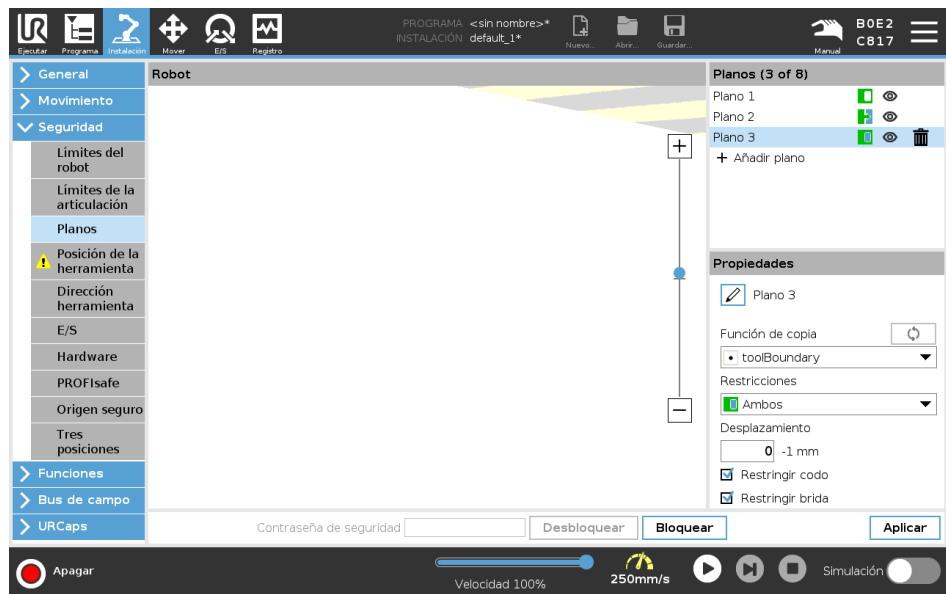 PROGRAMA <sin nombre>*
INSTALACIÓN default_1*
Ejecutar Programa Instalación Mover E/S Registro
Nuevo... Abrir... Guardar...
Manual
B0E2
C817
General
Movimiento
Seguridad
Límites del
robot
Límites de la
articulación
Planos
Posición de la
herramienta
Dirección
herramienta
E/S
Hardware
PROFIsafe
Origen seguro
Tres
posiciones
Funciones
Bus de campo
URCaps
Robot
Planos (3 of 8)
Plano 1
Plano 2
Plano 3
+ Añadir plano
Propiedades
Plano 3
Función de copia
toolBoundary
Restricciones
Ambos
Desplazamiento
0 -1 mm
Restringir codo
Restringir brida
Contraseña de seguridad
Desbloquear
Bloquear
Aplicar
Apagar
Velocidad 100%
250mm/s
Simulación